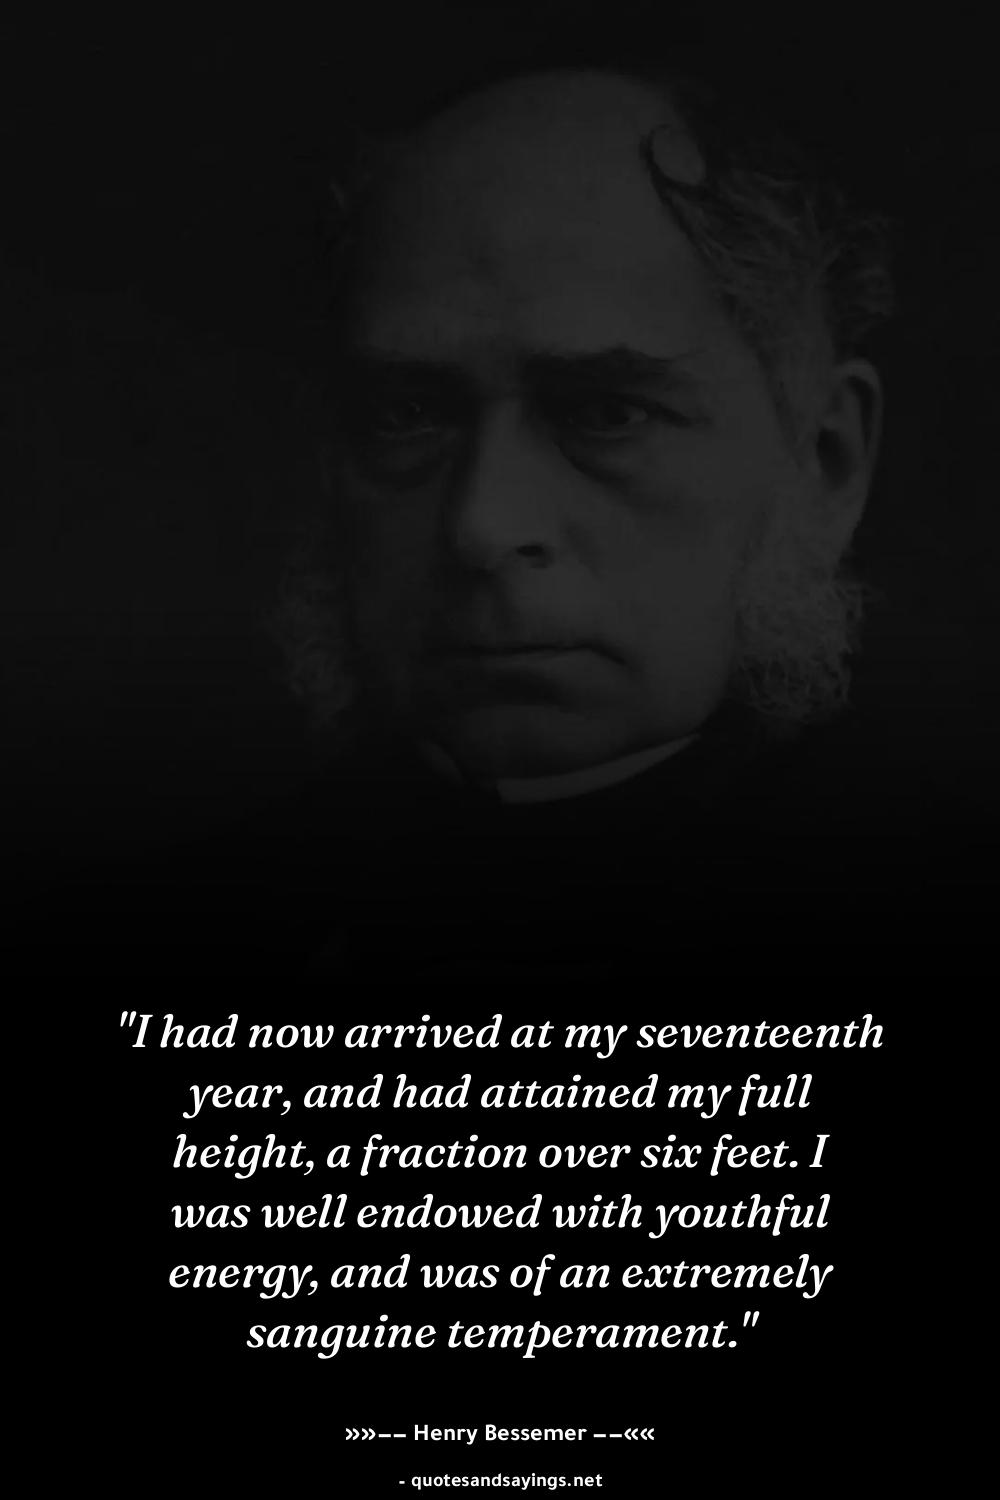 "I had now arrived at my seventeenth
year, and had attained my full
height, a fraction over six feet. I
was well endowed with youthful
energy, and was of an extremely
sanguine temperament."
»»−− Henry Bessemer −−««
- quotesandsayings.net